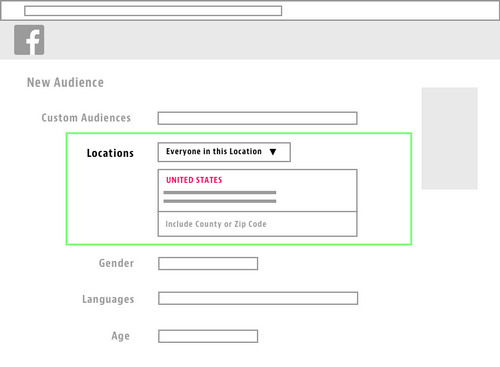 f
New Audience
Custom Audiences
Locations
Everyone in this Location
UNITED STATES
Include County or Zip Code
Gender
Languages
Age